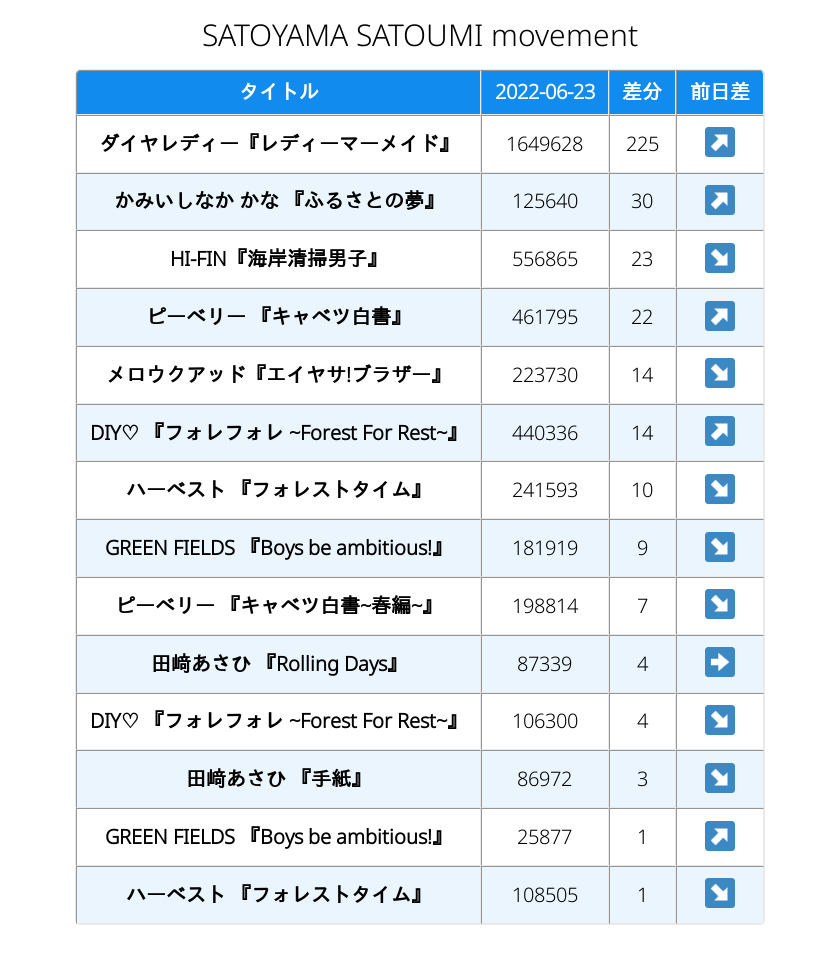 SATOYAMA SATOUMI movement
タイトル 2022-06-23 差分 前日差
ダイヤレディー『レディーマーメイド』 1649628 225 ↗
かみいしなか かな 『ふるさとの夢』 125640 30 ↗
HI-FIN『海岸清掃男子』 556865 23 ↘
ピーベリー 『キャベツ白書』 461795 22 ↗
メロウクアッド『エイヤサ!ブラザー』 223730 14 ↘
DIY♡ 『フォレフォレ ~Forest For Rest~』 440336 14 ↗
ハーベスト 『フォレストタイム』 241593 10 ↘
GREEN FIELDS 『Boys be ambitious!』 181919 9 ↘
ピーベリー 『キャベツ白書~春編~』 198814 7 ↘
田﨑あさひ 『Rolling Days』 87339 4 ➡
DIY♡ 『フォレフォレ ~Forest For Rest~』 106300 4 ↘
田﨑あさひ 『手紙』 86972 3 ↘
GREEN FIELDS 『Boys be ambitious!』 25877 1 ↗
ハーベスト 『フォレストタイム』 108505 1 ↘